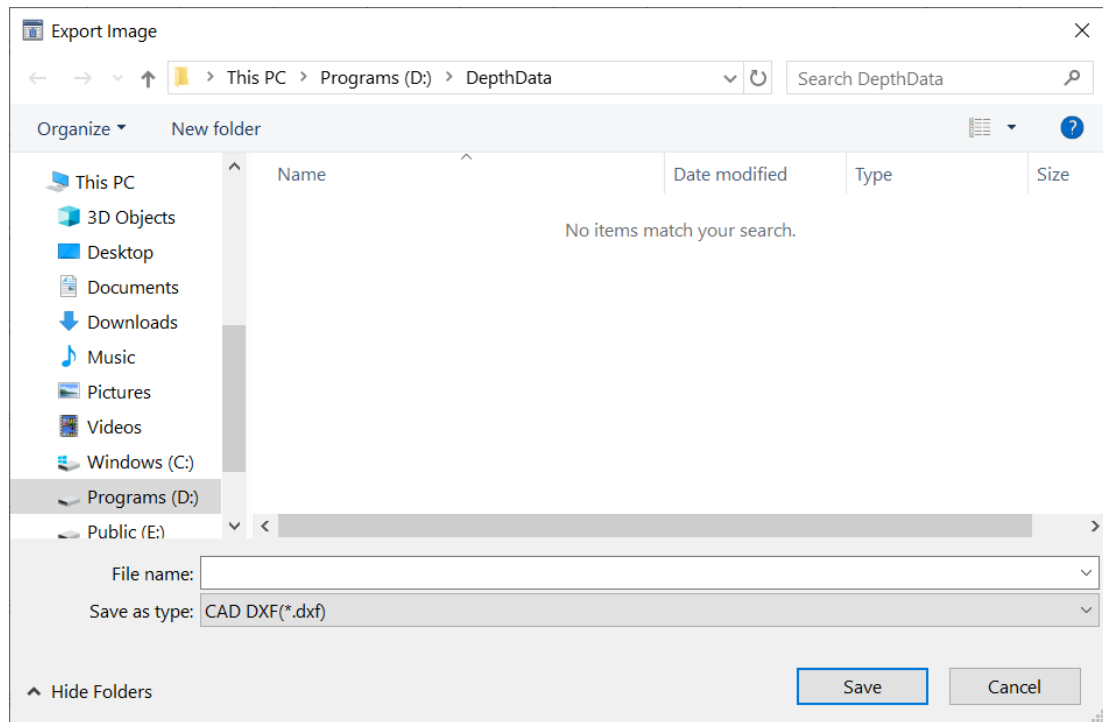 Export Image
This PC > Programs (D:) > DepthData
Search DepthData
Organize
New folder
Name
Date modified
Type
Size
No items match your search.
This PC
3D Objects
Desktop
Documents
Downloads
Music
Pictures
Videos
Windows (C:)
Programs (D:)
Public (E:)
File name:
Save as type: CAD DXF(*.dxf)
Hide Folders
Save
Cancel